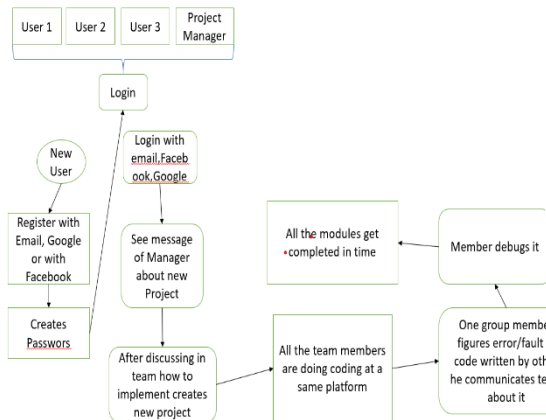 User 1
User 2
User 3
Project
Manager
Login
New
User
Login with
email,Faceb
ook,Google
Register with
Email, Google
or with
Facebook
See message
of Manager
about new
Project
Creates
Passwors
After discussing in
team how to
implement creates
new project
All the team members
are doing coding at a
same platform
All the modules get
completed in time
Member debugs it
One group membe
figures error/fault
code written by oth
he communicates te
about it